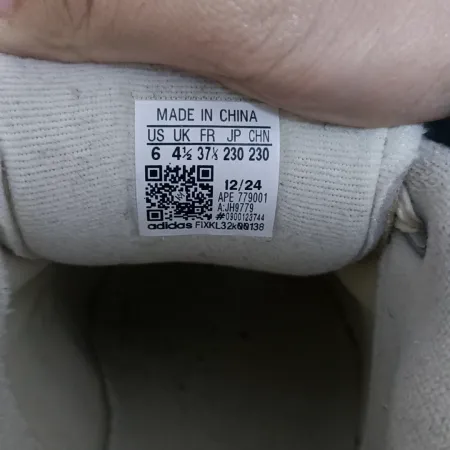 MADE IN CHINA
US UK FR JP CHN
6 4½ 37⅓ 230 230
12/24
APE 779001
A:JH9779
#0900123744
adidas FIXKL32k00138